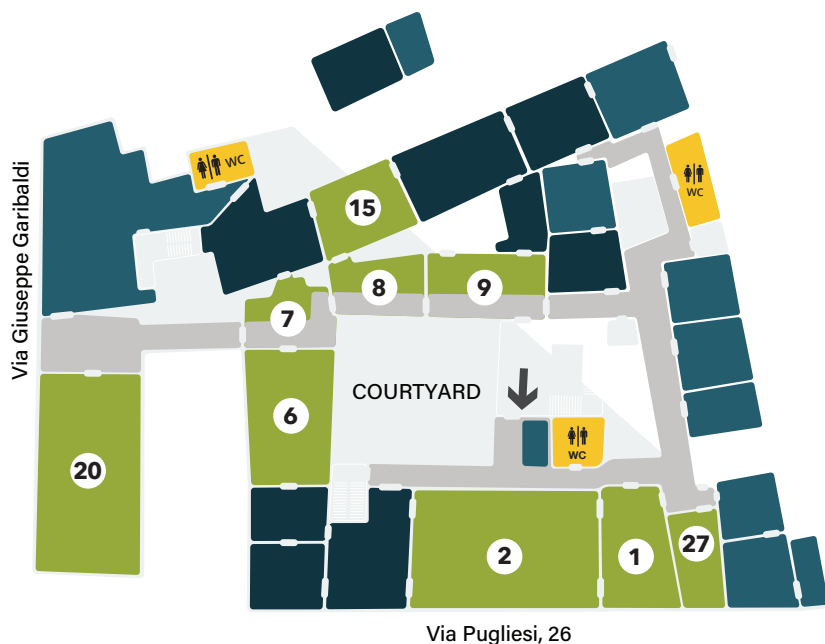 WC
WC
15
8
9
7
Via Giuseppe Garibaldi
COURTYARD
6
WC
20
2
1
27
Via Pugliesi, 26